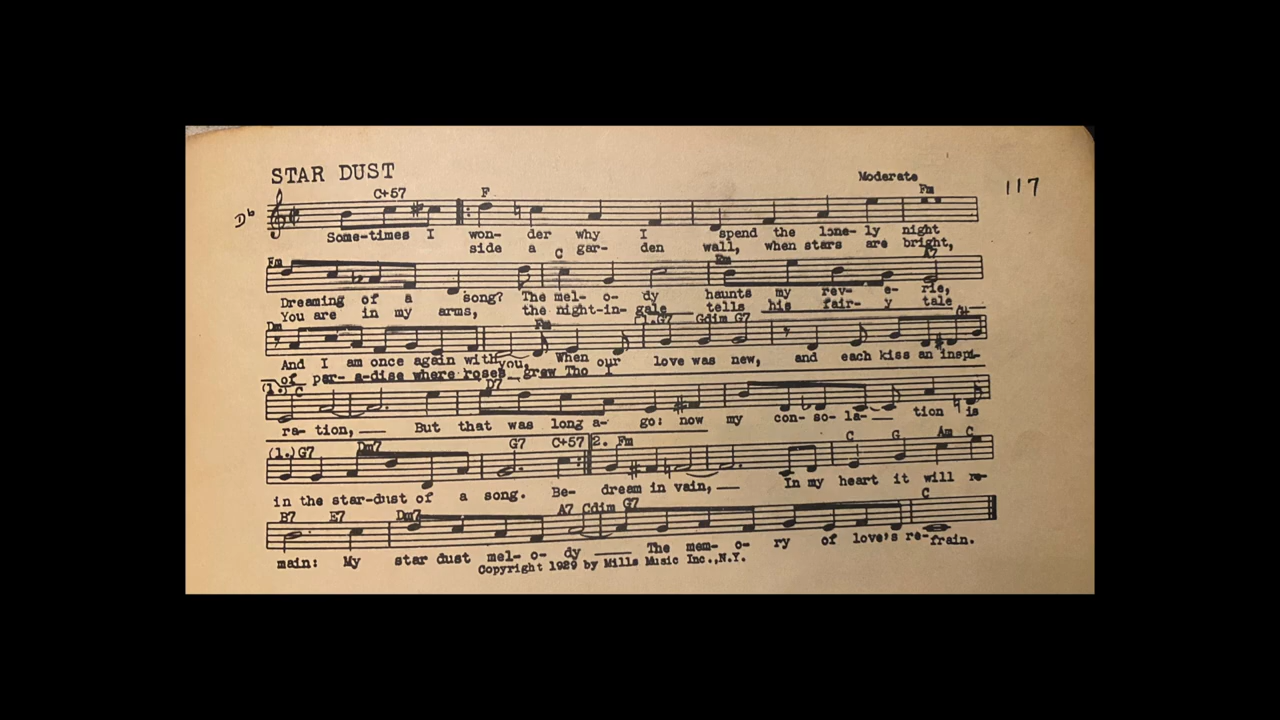 STAR DUST
Moderate
117
C+57 F Fm
D♭
Some-times I won- der why I spend the lone- ly night
side a gar- den wall, when stars are bright,
Fm C Em A7
Dreaming of a song? The mel- o- dy haunts my rev- e- rie,
You are in my arms, the night-in- gale tells his fair- y tale
Dm Fm 1.G7 Gdim G7 G+
And I am once again with you, When our love was new, and each kiss an inspi-
of par- a-dise where roses grew Tho I
(1.) C D7
ra- tion, But that was long a- go: now my con- so- la- tion is
(1.)G7 Dm7 G7 C+57 2. Fm C G Am C
in the star-dust of a song. Be- dream in vain, In my heart it will re-
B7 E7 Dm7 A7 Cdim G7 C
main: My star dust mel- o- dy The mem- o- ry of love's re-frain.
Copyright 1929 by Mills Music Inc.,N.Y.